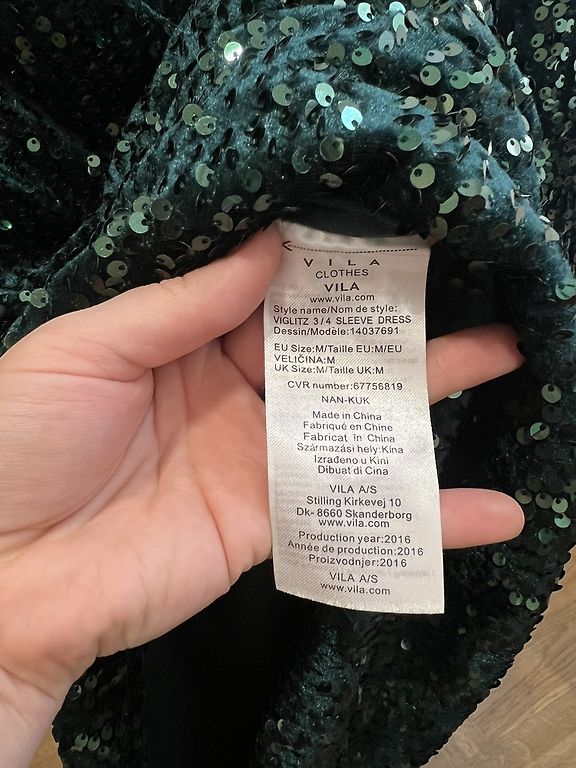 VILA
CLOTHES
VILA
www.vila.com
Style name/Nom de style:
VIGLITZ 3/4 SLEEVE DRESS
Dessin/Modèle:14037691
EU Size:M/Taille EU:M/EU
VELIČINA:M
UK Size:M/Taille UK:M
CVR number:67756819
NAN-KUK
Made in China
Fabriqué en Chine
Fabricat în China
Származási hely:Kína
Izrađeno u Kini
Dibuat di Cina
VILA A/S
Stilling Kirkevej 10
Dk- 8660 Skanderborg
www.vila.com
Production year:2016
Année de production:2016
Proizvodnjer:2016
VILA A/S
www.vila.com